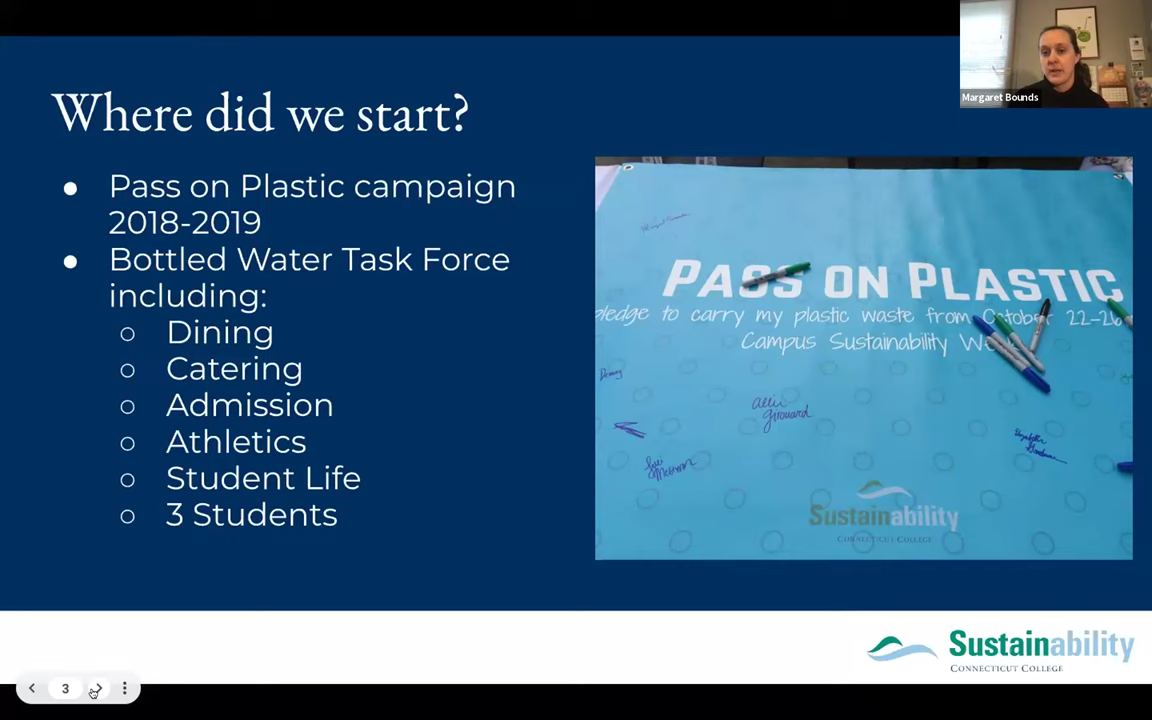 Margaret Bounds
Where did we start?
● Pass on Plastic campaign
2018-2019
● Bottled Water Task Force
including:
○ Dining
○ Catering
○ Admission
○ Athletics
○ Student Life
○ 3 Students
PASS ON PLASTIC
pledge to carry my plastic waste from October 22-26
Campus Sustainability
Allie
Girouard
Sustainability
CONNECTICUT COLLEGE
Sustainability
CONNECTICUT COLLEGE
3